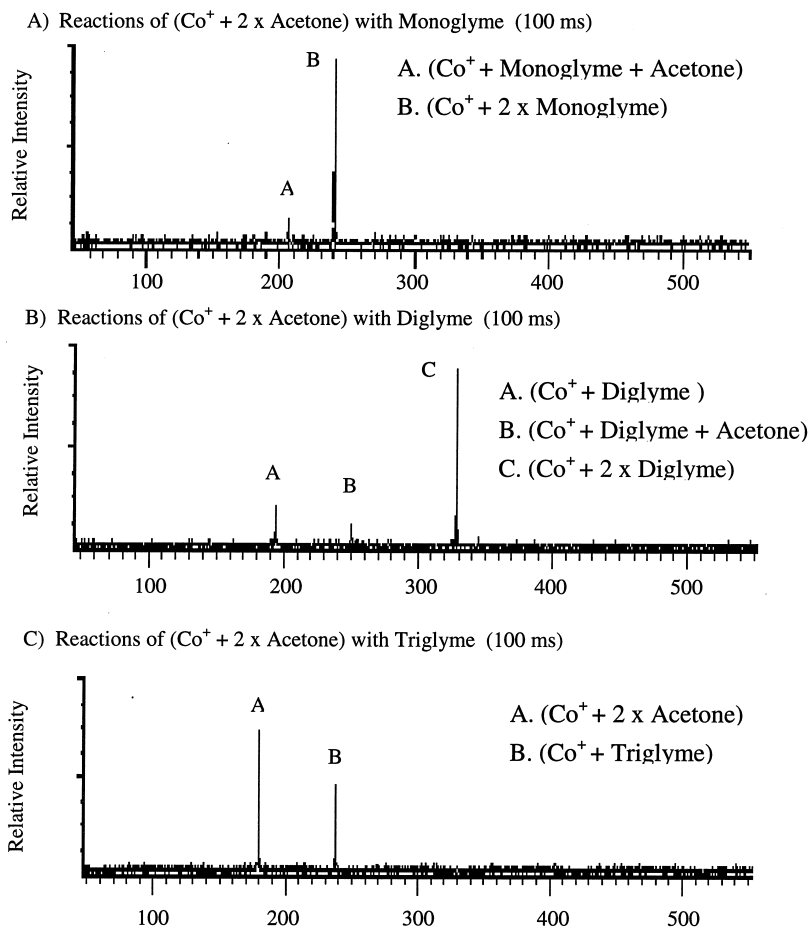 A) Reactions of (Co⁺ + 2 x Acetone) with Monoglyme (100 ms)
Relative Intensity
B
A
A. (Co⁺ + Monoglyme + Acetone)
B. (Co⁺ + 2 x Monoglyme)
100 200 300 400 500
B) Reactions of (Co⁺ + 2 x Acetone) with Diglyme (100 ms)
Relative Intensity
C
A
B
A. (Co⁺ + Diglyme )
B. (Co⁺ + Diglyme + Acetone)
C. (Co⁺ + 2 x Diglyme)
100 200 300 400 500
C) Reactions of (Co⁺ + 2 x Acetone) with Triglyme (100 ms)
Relative Intensity
A
B
A. (Co⁺ + 2 x Acetone)
B. (Co⁺ + Triglyme)
100 200 300 400 500